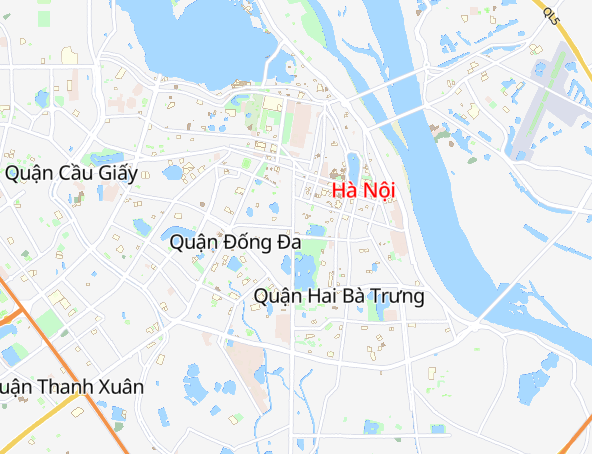 QL5
Quận Cầu Giấy
Hà Nội
Quận Đống Đa
Quận Hai Bà Trưng
uận Thanh Xuân